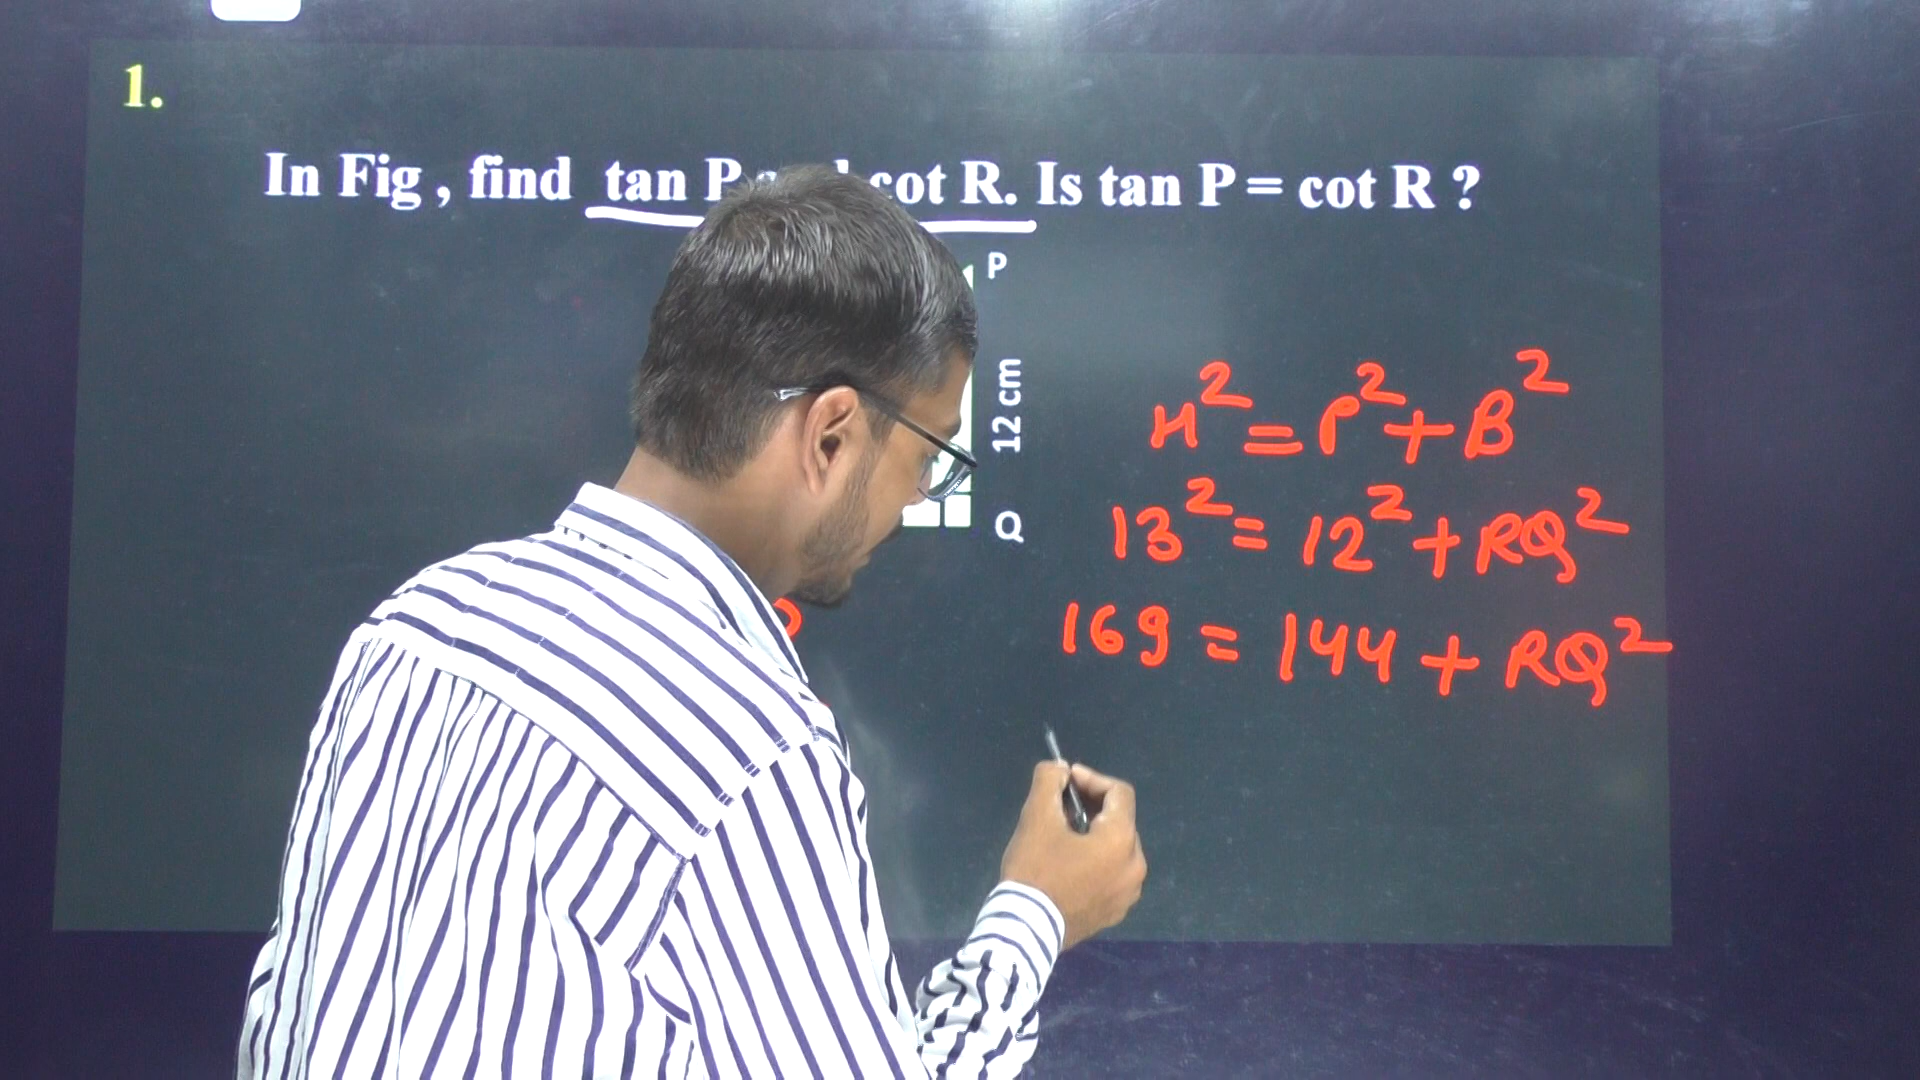 1.
In Fig , find tan P cot R. Is tan P = cot R ?
P
12 cm
Q
H² = P² + B²
13² = 12² + RQ²
169 = 144 + RQ²